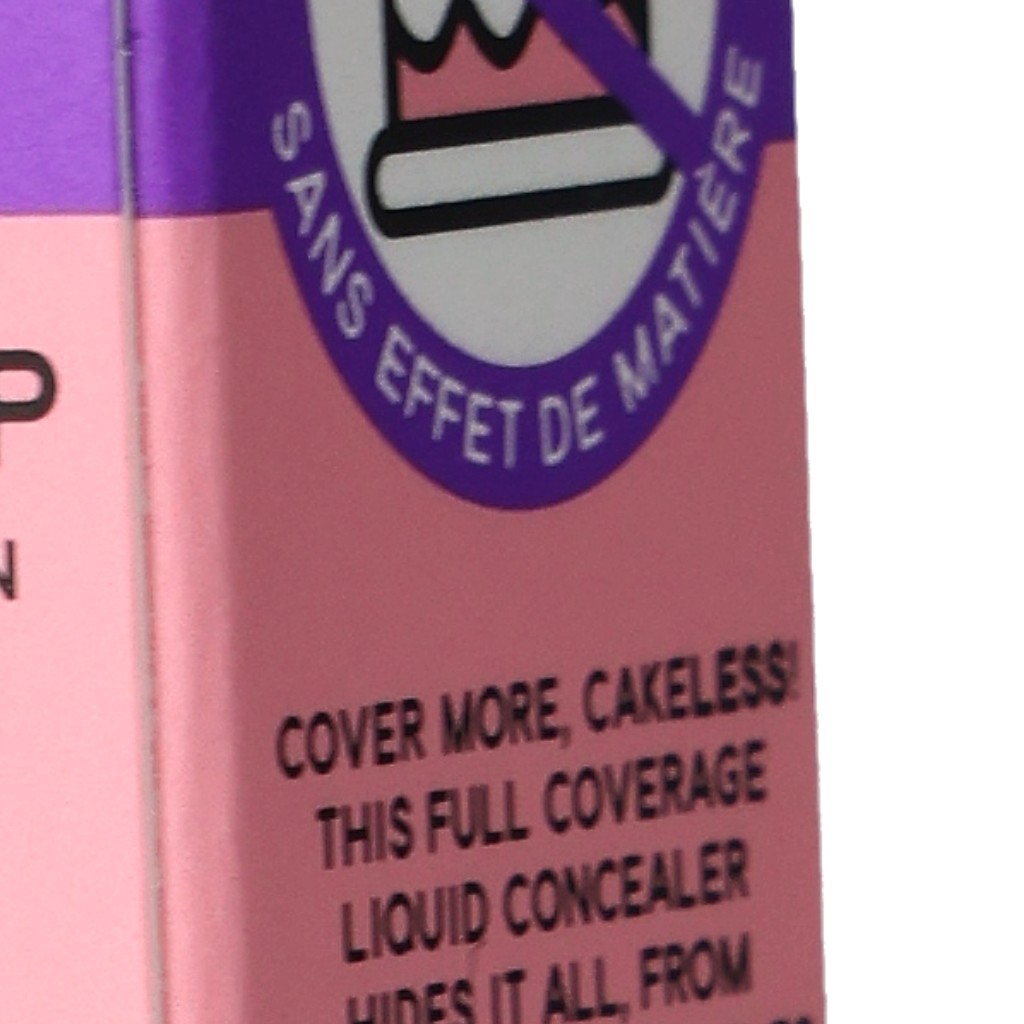 SANS EFFET DE MATIÈRE
COVER MORE, CAKELESS!
THIS FULL COVERAGE
LIQUID CONCEALER
HIDES IT ALL, FROM